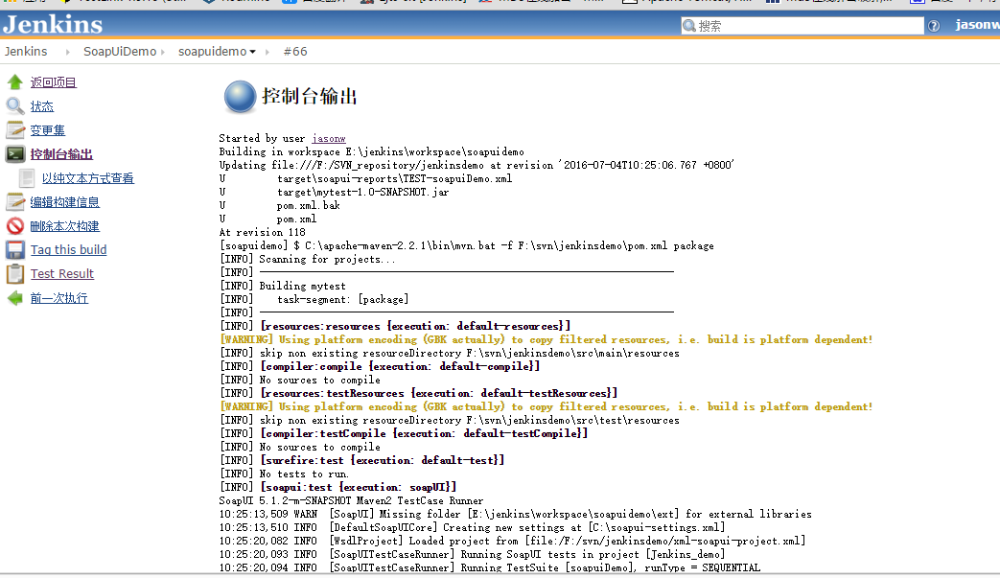 Jenkins
搜索
jasonw
Jenkins
SoapUiDemo
soapuidemo
#66
返回项目
状态
变更集
控制台输出
以纯文本方式查看
编辑构建信息
删除本次构建
Tag this build
Test Result
前一次执行
控制台输出
Started by user jasonw
Building in workspace E:\jenkins\workspace\soapuidemo
Updating file:///F:/SVN_repository/jenkinsdemo at revision '2016-07-04T10:25:06.767 +0800'
U target\soapui-reports\TEST-soapuiDemo.xml
U target\mytest-1.0-SNAPSHOT.jar
U pom.xml.bak
U pom.xml
At revision 118
[soapuidemo] $ C:\apache-maven-2.2.1\bin\mvn.bat -f F:\svn\jenkinsdemo\pom.xml package
[INFO] Scanning for projects...
[INFO] ------------------------------------------------------------------------
[INFO] Building mytest
[INFO] task-segment: [package]
[INFO] ------------------------------------------------------------------------
[INFO] [resources:resources {execution: default-resources}]
[WARNING] Using platform encoding (GBK actually) to copy filtered resources, i.e. build is platform dependent!
[INFO] skip non existing resourceDirectory F:\svn\jenkinsdemo\src\main\resources
[INFO] [compiler:compile {execution: default-compile}]
[INFO] No sources to compile
[INFO] [resources:testResources {execution: default-testResources}]
[WARNING] Using platform encoding (GBK actually) to copy filtered resources, i.e. build is platform dependent!
[INFO] skip non existing resourceDirectory F:\svn\jenkinsdemo\src\test\resources
[INFO] [compiler:testCompile {execution: default-testCompile}]
[INFO] No sources to compile
[INFO] [surefire:test {execution: default-test}]
[INFO] No tests to run.
[INFO] [soapui:test {execution: soapUI}]
SoapUI 5.1.2-m-SNAPSHOT Maven2 TestCase Runner
10:25:13,509 WARN [SoapUI] Missing folder [E:\jenkins\workspace\soapuidemo\ext] for external libraries
10:25:13,510 INFO [DefaultSoapUICore] Creating new settings at [C:\soapui-settings.xml]
10:25:20,082 INFO [WsdlProject] Loaded project from [file:/F:/svn/jenkinsdemo/xml-soapui-project.xml]
10:25:20,093 INFO [SoapUITestCaseRunner] Running SoapUI tests in project [Jenkins_demo]
10:25:20,094 INFO [SoapUITestCaseRunner] Running TestSuite [soapuiDemo], runType = SEQUENTIAL